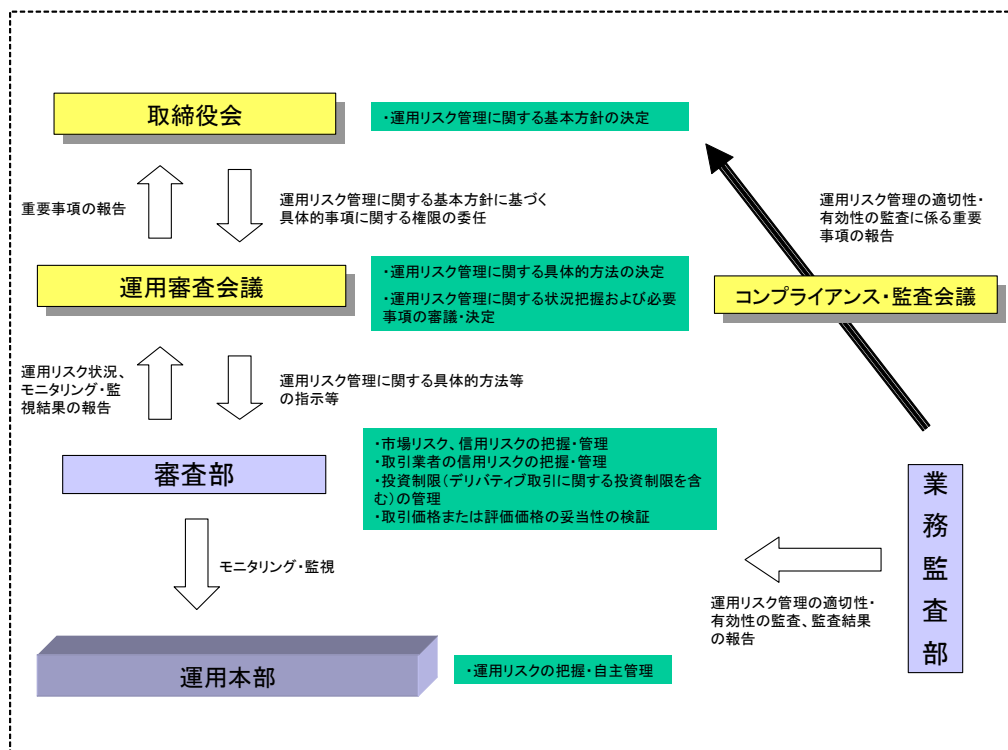 取締役会
・運用リスク管理に関する基本方針の決定
重要事項の報告
運用リスク管理に関する基本方針に基づく
具体的事項に関する権限の委任
運用リスク管理の適切性・
有効性の監査に係る重要
事項の報告
運用審査会議
・運用リスク管理に関する具体的方法の決定
・運用リスク管理に関する状況把握および必要
事項の審議・決定
コンプライアンス・監査会議
運用リスク状況、
モニタリング・監
視結果の報告
運用リスク管理に関する具体的方法等
の指示等
審査部
・市場リスク、信用リスクの把握・管理
・取引業者の信用リスクの把握・管理
・投資制限(デリバティブ取引に関する投資制限を含
む)の管理
・取引価格または評価価格の妥当性の検証
業務監査部
モニタリング・監視
運用リスク管理の適切性・
有効性の監査、監査結果
の報告
運用本部
・運用リスクの把握・自主管理